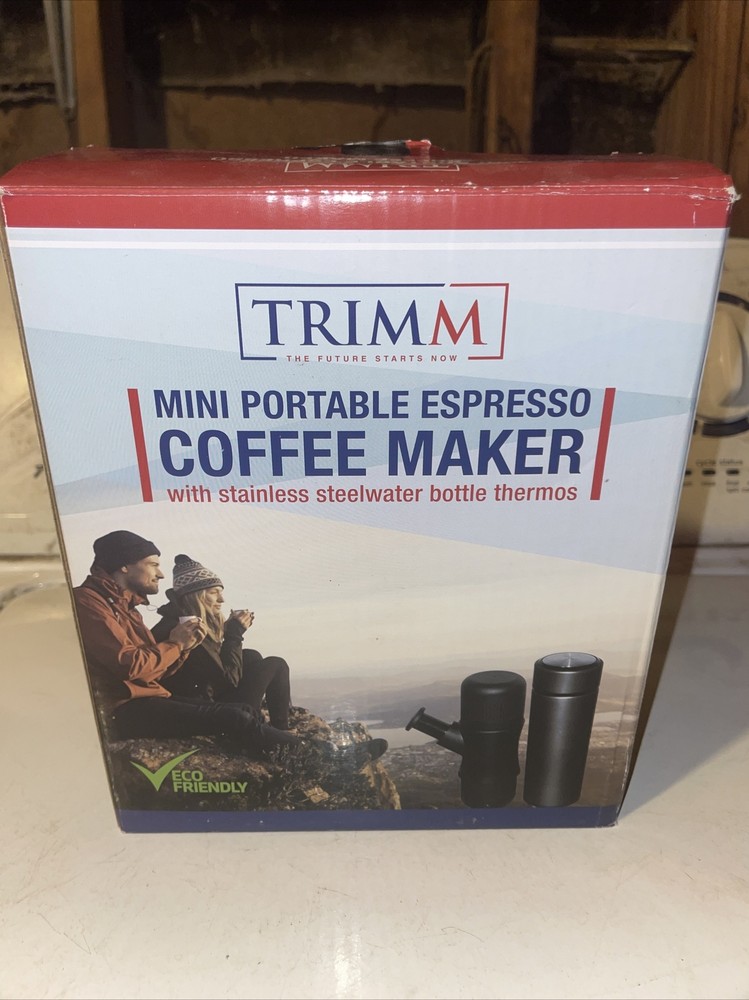 TRIMM
THE FUTURE STARTS NOW
MINI PORTABLE ESPRESSO
COFFEE MAKER
with stainless steelwater bottle thermos
ECO
FRIENDLY